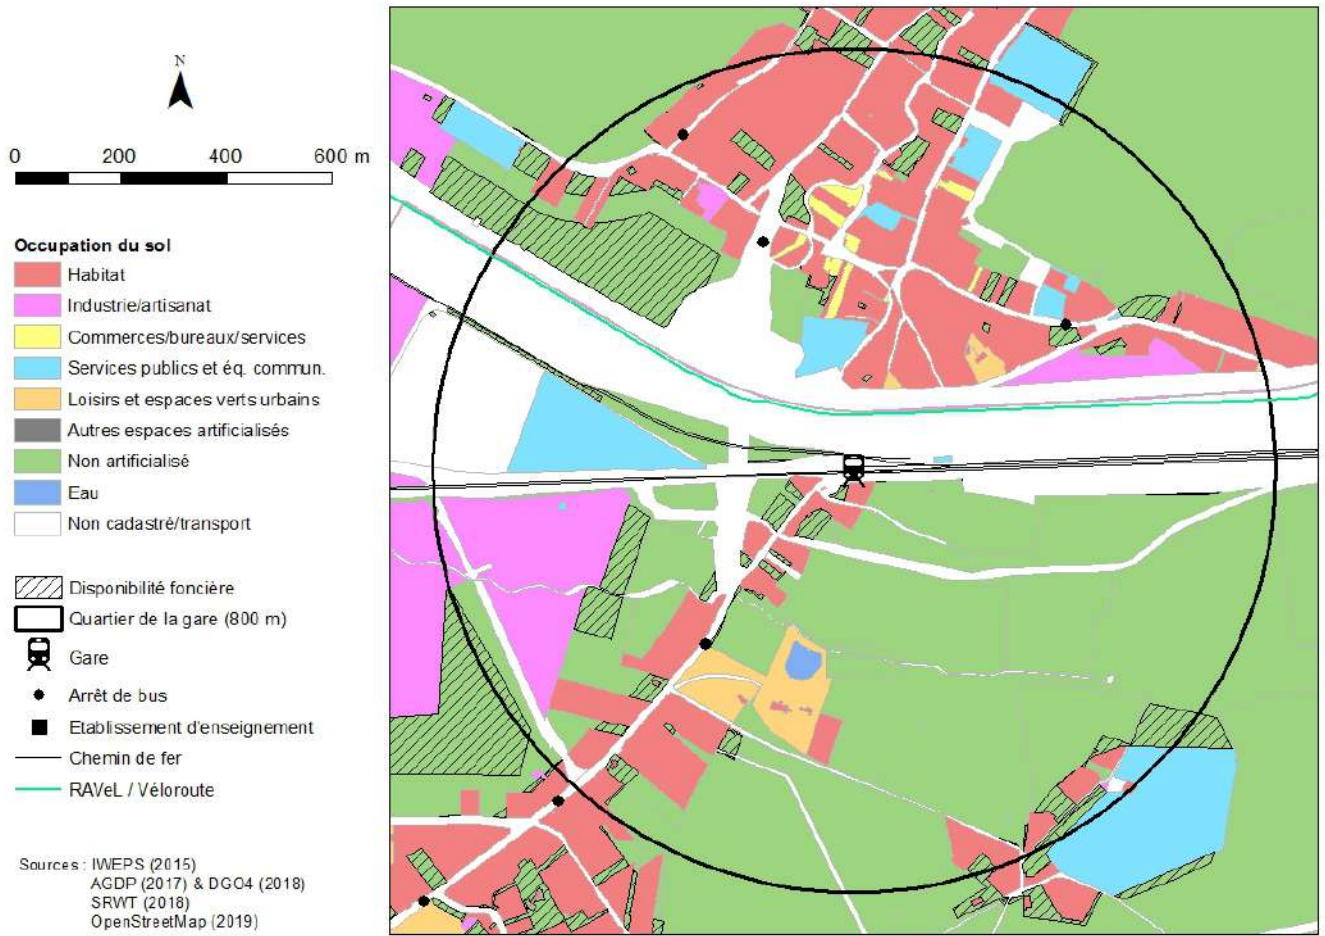 N
0 200 400 600 m
Occupation du sol
Habitat
Industrie/artisanat
Commerces/bureaux/services
Services publics et éq. commun.
Loisirs et espaces verts urbains
Autres espaces artificialisés
Non artificialisé
Eau
Non cadastré/transport
Disponibilité foncière
Quartier de la gare (800 m)
Gare
Arrêt de bus
Etablissement d'enseignement
Chemin de fer
RAVeL / Véloroute
Sources : IWEPS (2015)
AGDP (2017) & DGO4 (2018)
SRWT (2018)
OpenStreetMap (2019)